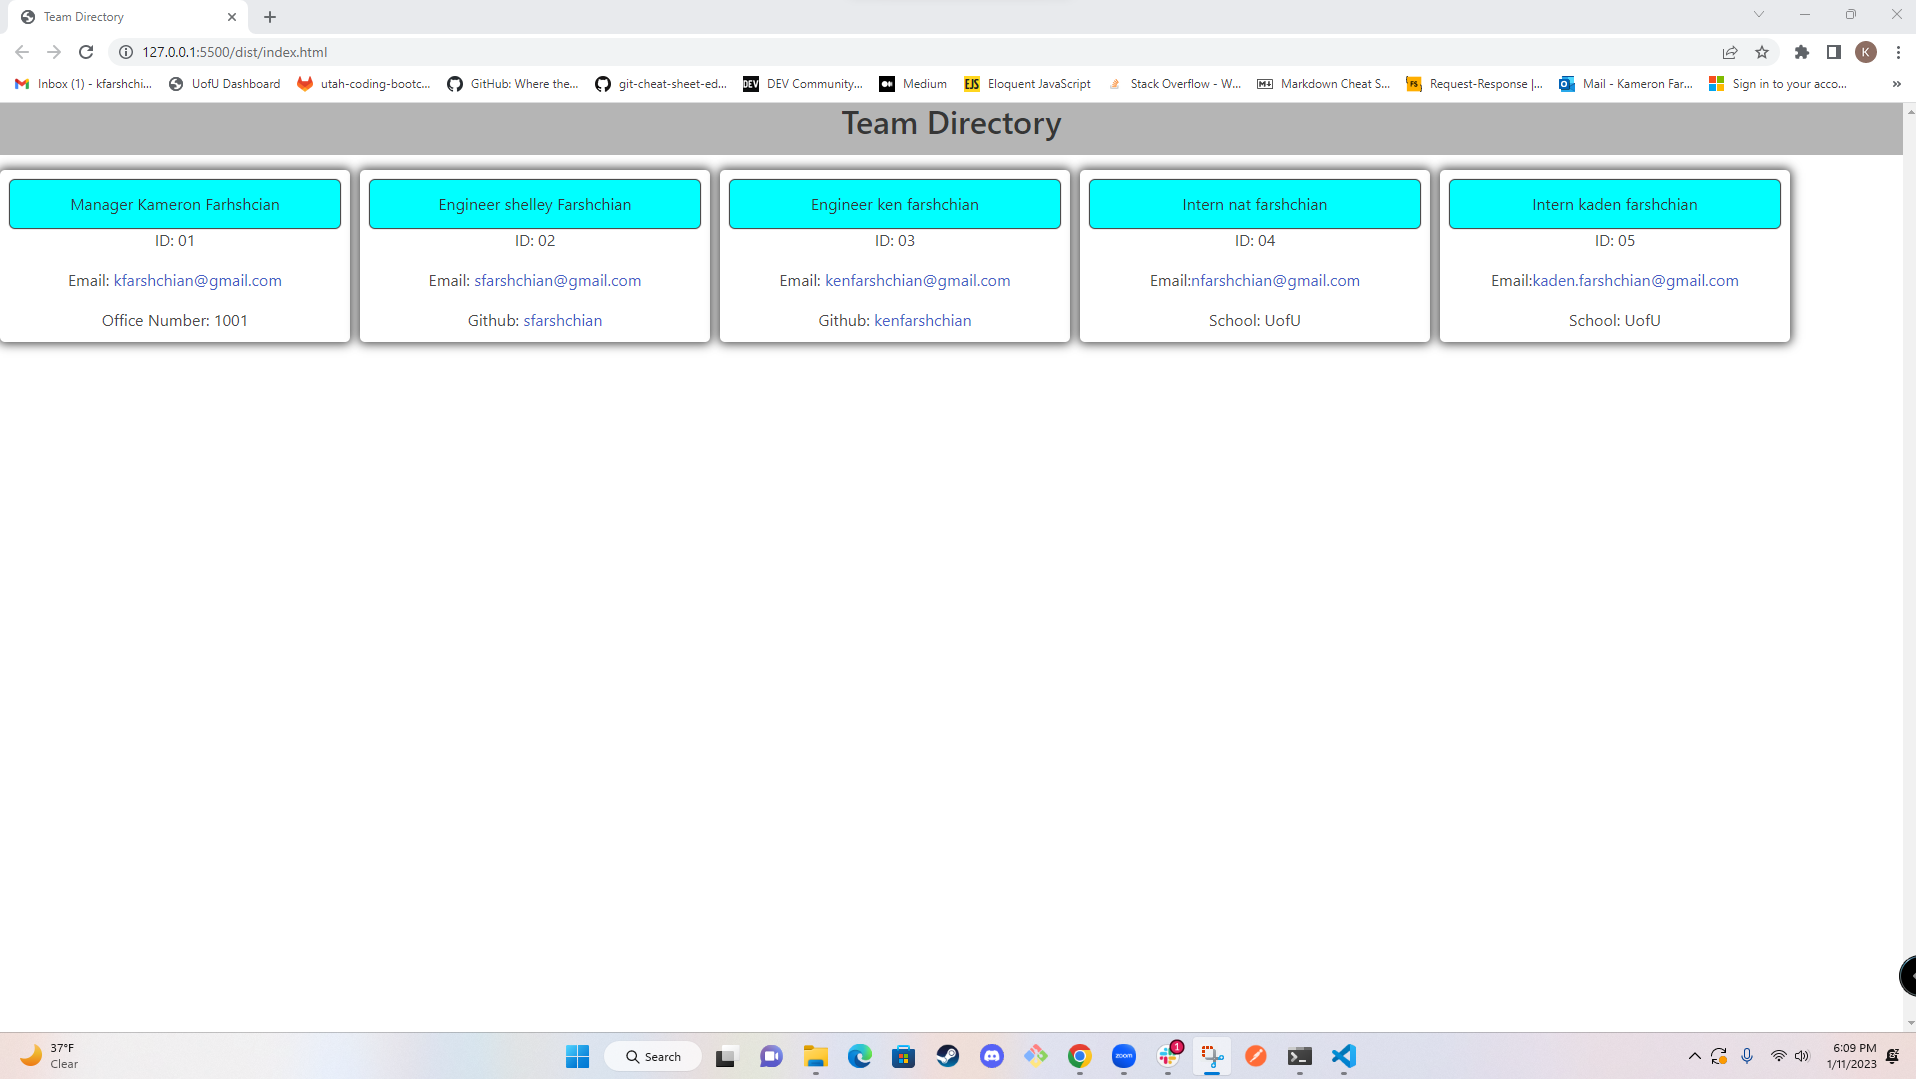 Team Directory
127.0.0.1:5500/dist/index.html
K
Inbox (1) - kfarshchi... UofU Dashboard utah-coding-bootc... GitHub: Where the... git-cheat-sheet-ed... DEV DEV Community... Medium EJS Eloquent JavaScript Stack Overflow - W... Markdown Cheat S... FS Request-Response |... Mail - Kameron Far... Sign in to your acco... »
Team Directory
Manager Kameron Farhshcian
ID: 01
Email: kfarshchian@gmail.com
Office Number: 1001
Engineer shelley Farshchian
ID: 02
Email: sfarshchian@gmail.com
Github: sfarshchian
Engineer ken farshchian
ID: 03
Email: kenfarshchian@gmail.com
Github: kenfarshchian
Intern nat farshchian
ID: 04
Email:nfarshchian@gmail.com
School: UofU
Intern kaden farshchian
ID: 05
Email:kaden.farshchian@gmail.com
School: UofU
37°F
Clear
Search
zoom
1
6:09 PM
1/11/2023